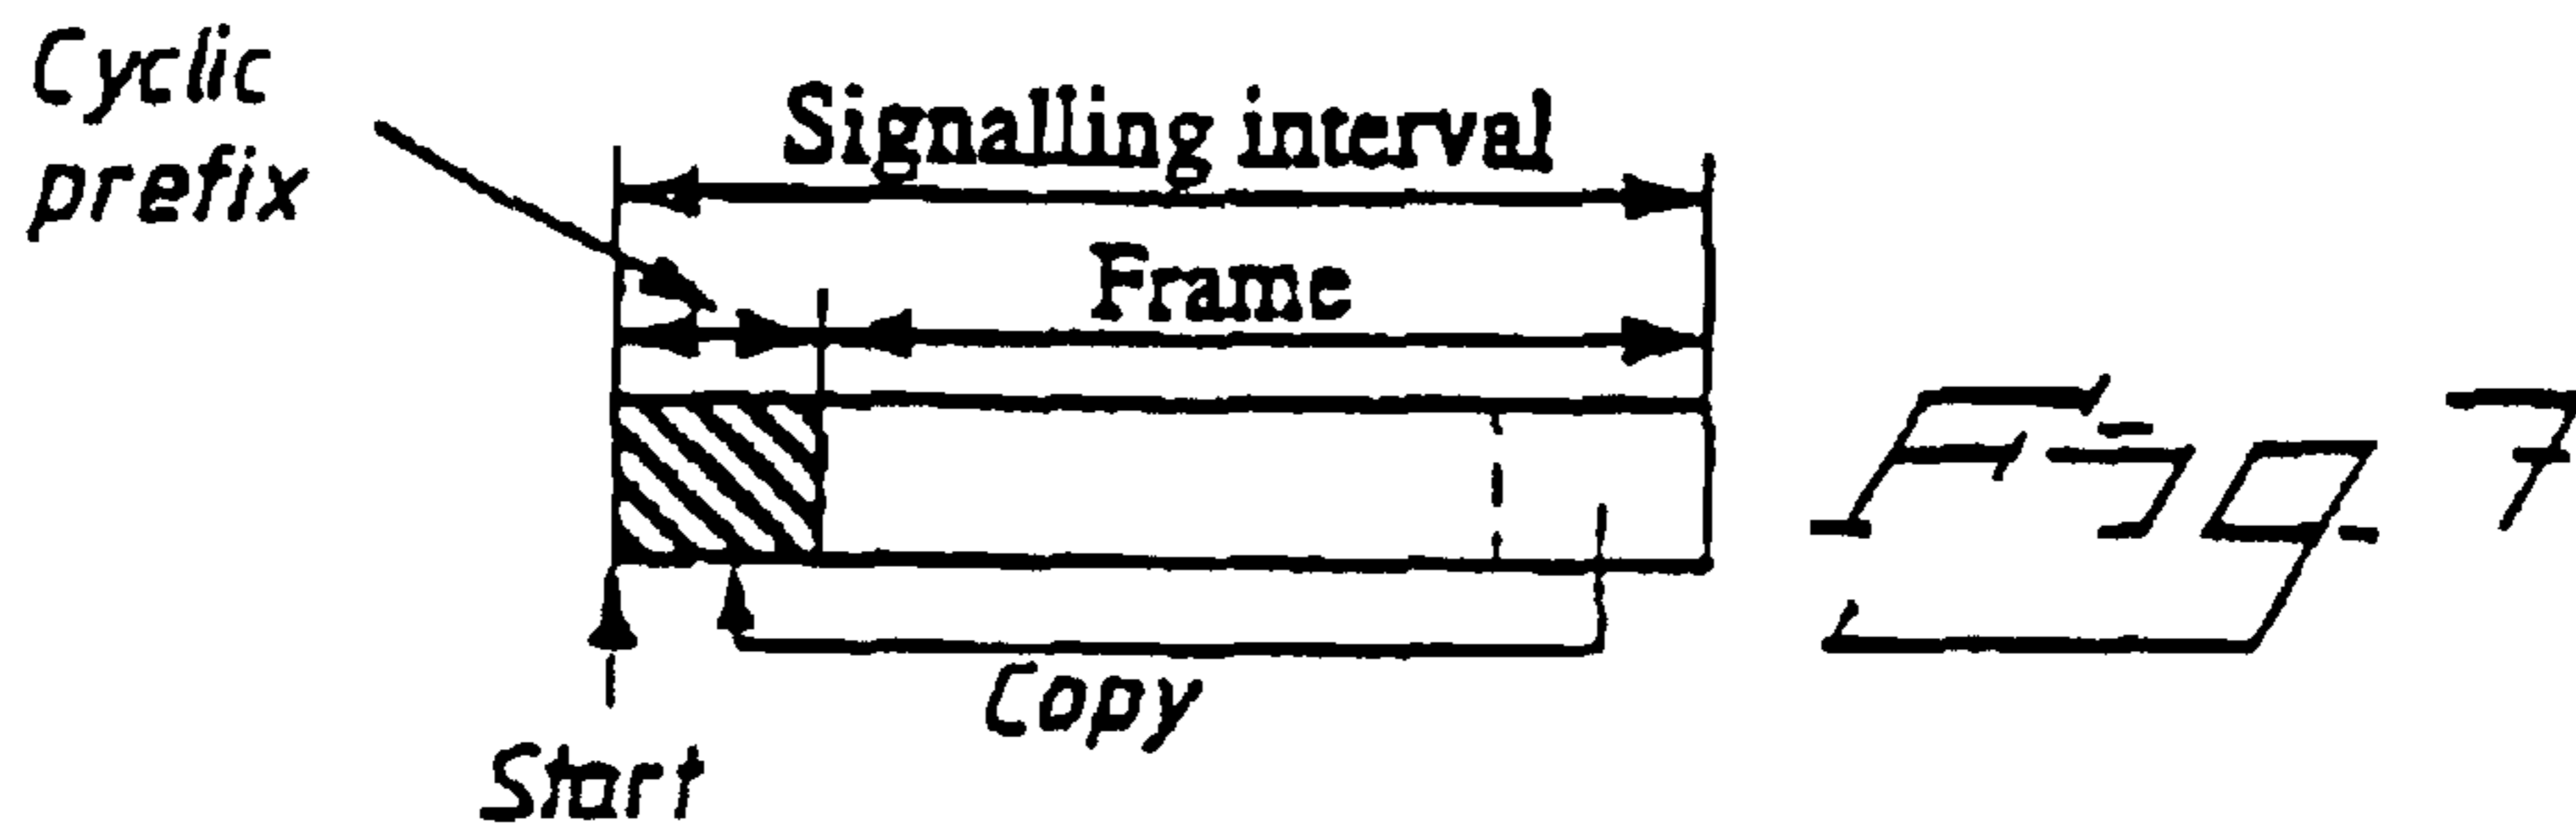 Cyclic
prefix
Signalling interval
Frame
Copy
Start
Fig. 7